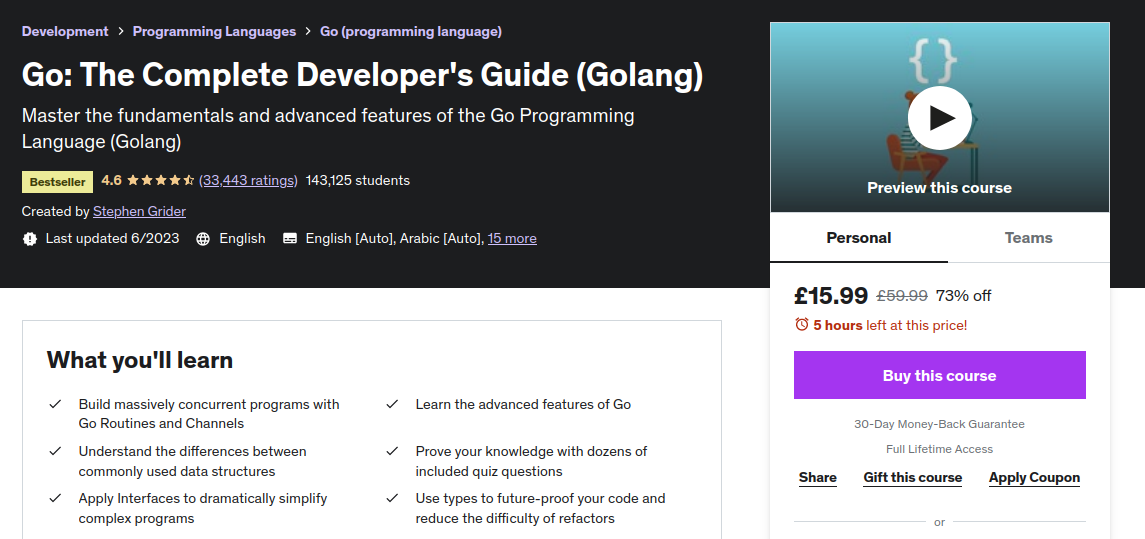 Development > Programming Languages > Go (programming language)
Go: The Complete Developer's Guide (Golang)
Master the fundamentals and advanced features of the Go Programming
Language (Golang)
Bestseller 4.6 (33,443 ratings) 143,125 students
Created by Stephen Grider
Last updated 6/2023 English English [Auto], Arabic [Auto], 15 more
What you'll learn
Build massively concurrent programs with
Go Routines and Channels
Understand the differences between
commonly used data structures
Apply Interfaces to dramatically simplify
complex programs
Learn the advanced features of Go
Prove your knowledge with dozens of
included quiz questions
Use types to future-proof your code and
reduce the difficulty of refactors
{}
Preview this course
Personal Teams
£15.99 £59.99 73% off
5 hours left at this price!
Buy this course
30-Day Money-Back Guarantee
Full Lifetime Access
Share Gift this course Apply Coupon
or